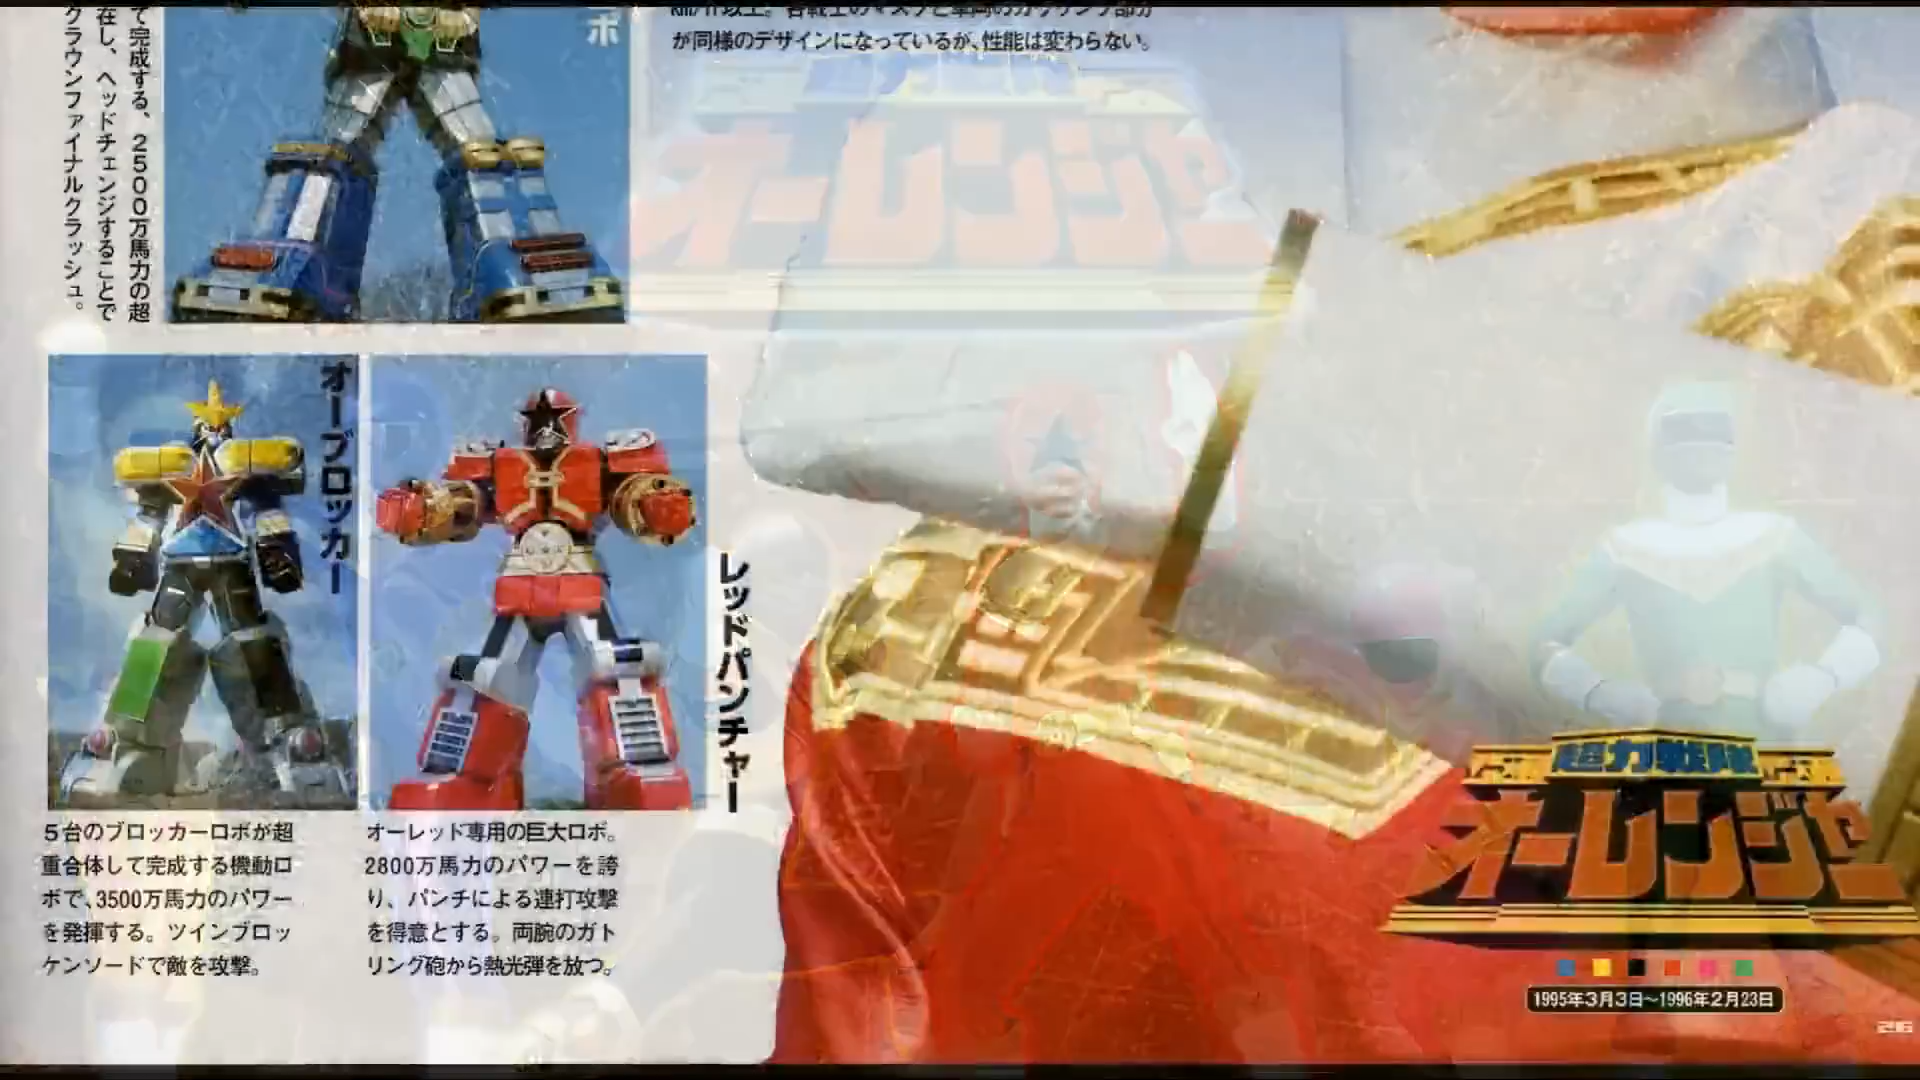 て完成する、2500万馬力の超
在し、ヘッドチェンジすることで
クラウンファイナルクラッシュ。
ボ
が同様のデザインになっているが、性能は変わらない。
オーレンジャー
オーブロッカー
レッドパンチャー
5台のブロッカーロボが超
重合体して完成する機動ロ
ボで、3500万馬力のパワー
を発揮する。ツインブロッ
ケンソードで敵を攻撃。
オーレッド専用の巨大ロボ。
2800万馬力のパワーを誇
り、パンチによる連打攻撃
を得意とする。両腕のガト
リング砲から熱光弾を放つ。
超力戦隊
オーレンジャー
1995年3月3日~1996年2月23日
26